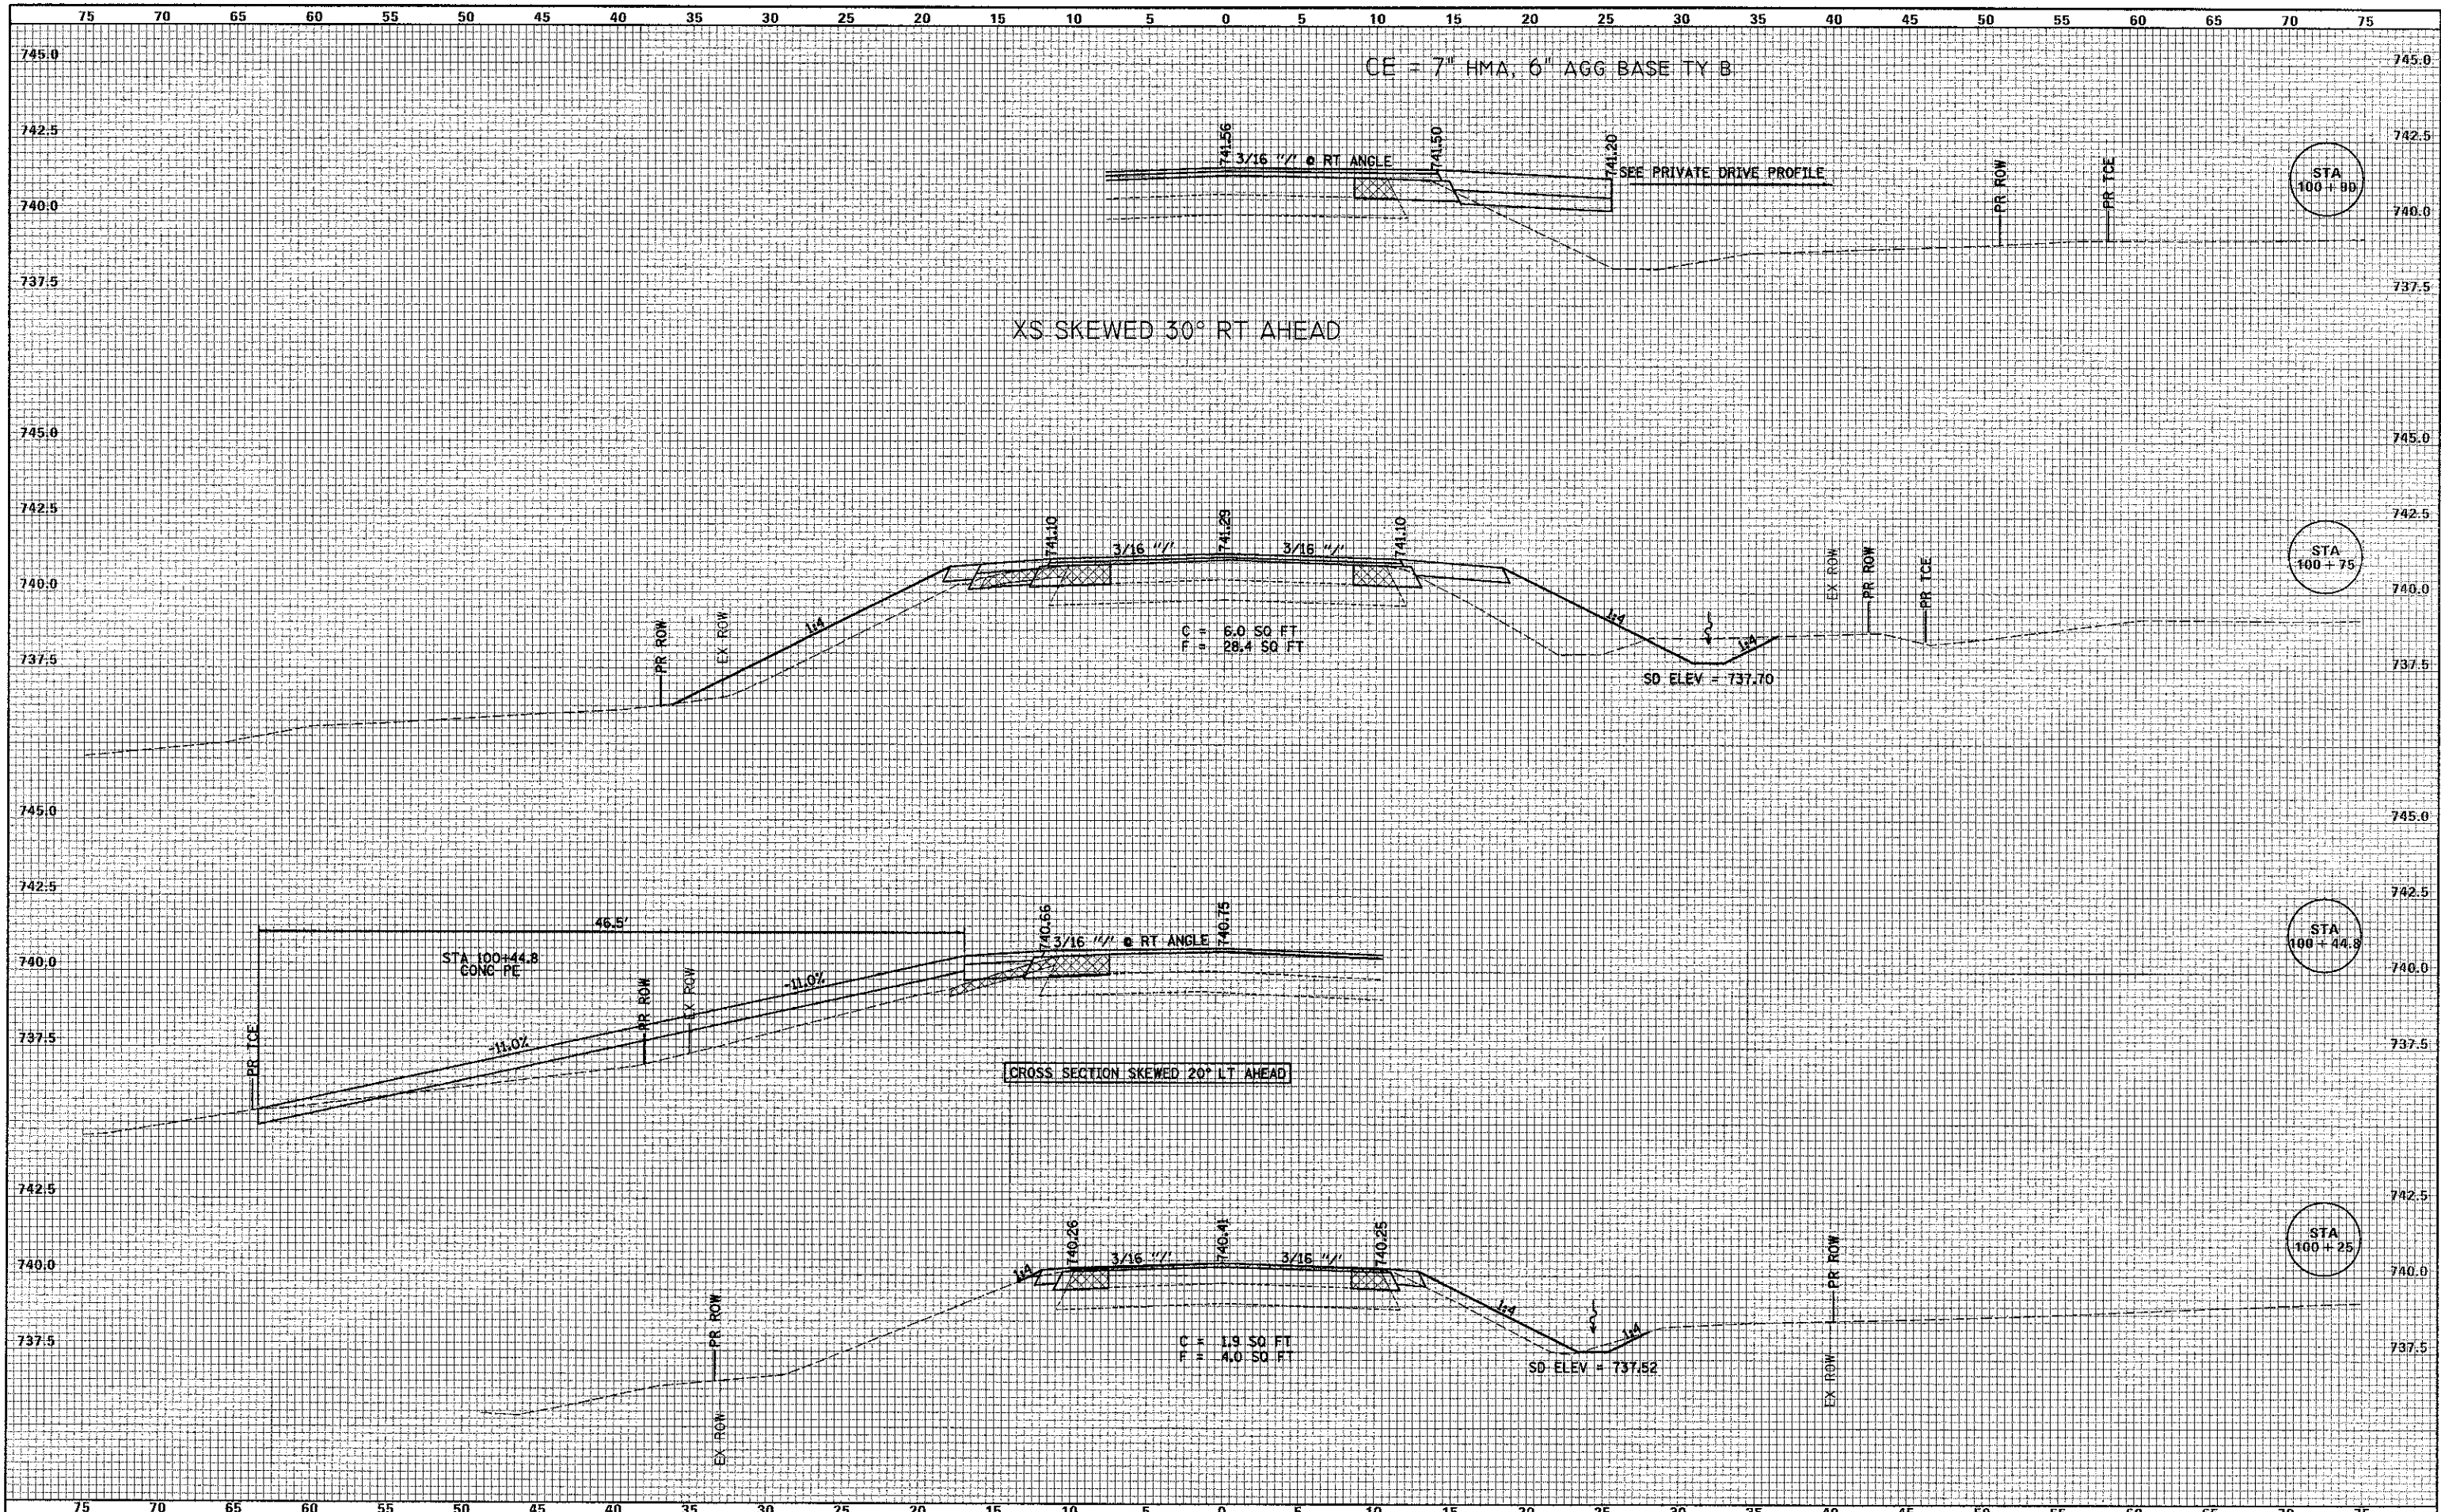 75 70 65 60 55 50 45 40 35 30 25 20 15 10 5 0 5 10 15 20 25 30 35 40 45 50 55 60 65 70 75
745.0 745.0
CE = 7" HMA, 6" AGG BASE TY B
742.5 742.5
741.56
741.50
741.20
3/16 "/' @ RT ANGLE
SEE PRIVATE DRIVE PROFILE
PR ROW
PR TCE
STA
100 + 80
740.0 740.0
737.5 737.5
XS SKEWED 30° RT AHEAD
745.0 745.0
742.5 742.5
741.10
741.29
741.10
3/16 "/' 3/16 "/'
EX ROW
PR ROW
PR TCE
STA
100 + 75
740.0 740.0
1:4
PR ROW
EX ROW
C = 6.0 SQ FT
F = 28.4 SQ FT
1:4
1:4
737.5 737.5
SD ELEV = 737.70
745.0 745.0
742.5 742.5
46.5'
740.66
740.75
3/16 "/' @ RT ANGLE
STA
100 + 44.8
STA 100+44.8
CONC PE
740.0 740.0
-11.0%
PR ROW
EX ROW
-11.0%
PR TCE
737.5 737.5
CROSS SECTION SKEWED 20° LT AHEAD
742.5 742.5
740.26
740.41
740.25
3/16 "/' 3/16 "/'
STA
100 + 25
740.0 740.0
1:4
PR ROW
PR ROW
1:4
1:4
C = 1.9 SQ FT
F = 4.0 SQ FT
737.5 737.5
SD ELEV = 737.52
EX ROW
EX ROW
75 70 65 60 55 50 45 40 35 30 25 20 15 10 5 0 5 10 15 20 25 30 35 40 45 50 55 60 65 70 75